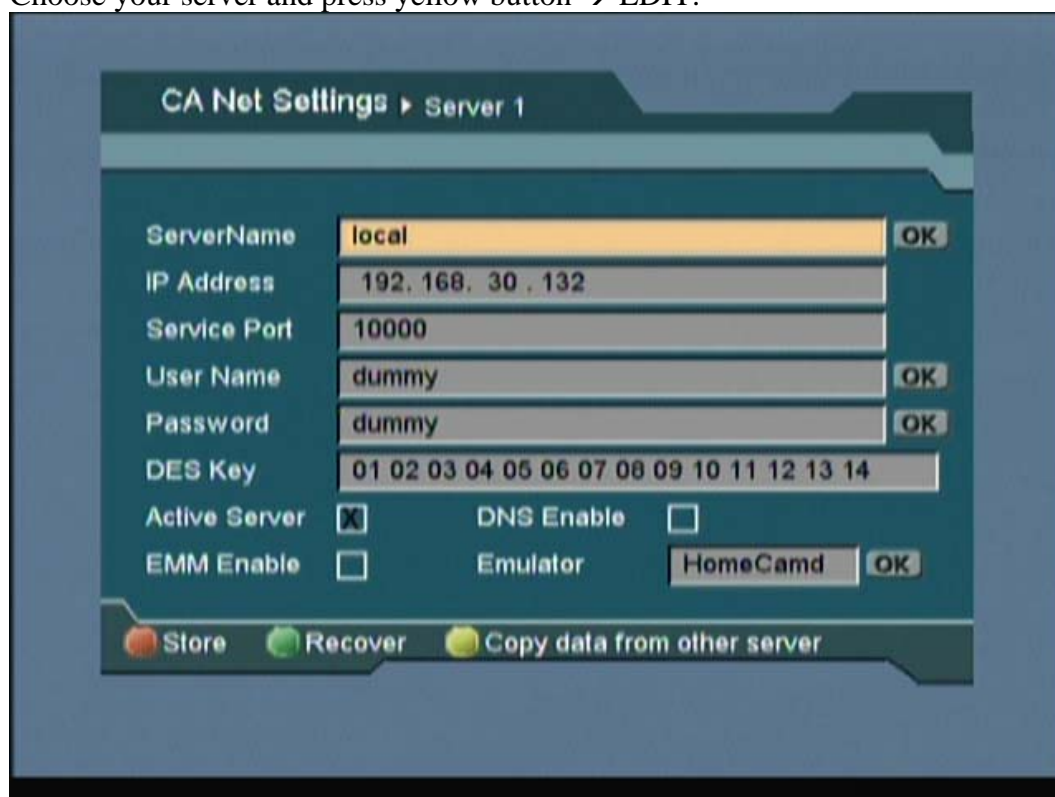 Choose your server and press yellow button → EDIT.
CA Net Settings ▸ Server 1
ServerName local OK
IP Address 192. 168. 30 . 132
Service Port 10000
User Name dummy OK
Password dummy OK
DES Key 01 02 03 04 05 06 07 08 09 10 11 12 13 14
Active Server X DNS Enable
EMM Enable Emulator HomeCamd OK
Store Recover Copy data from other server